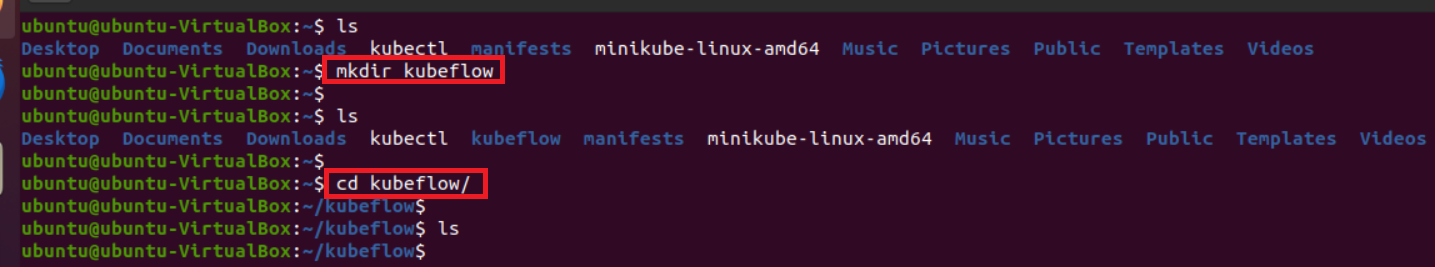 ubuntu@ubuntu-VirtualBox:~$ ls
Desktop Documents Downloads kubectl manifests minikube-linux-amd64 Music Pictures Public Templates Videos
ubuntu@ubuntu-VirtualBox:~$ mkdir kubeflow
ubuntu@ubuntu-VirtualBox:~$
ubuntu@ubuntu-VirtualBox:~$ ls
Desktop Documents Downloads kubectl kubeflow manifests minikube-linux-amd64 Music Pictures Public Templates Videos
ubuntu@ubuntu-VirtualBox:~$
ubuntu@ubuntu-VirtualBox:~$ cd kubeflow/
ubuntu@ubuntu-VirtualBox:~/kubeflow$
ubuntu@ubuntu-VirtualBox:~/kubeflow$ ls
ubuntu@ubuntu-VirtualBox:~/kubeflow$